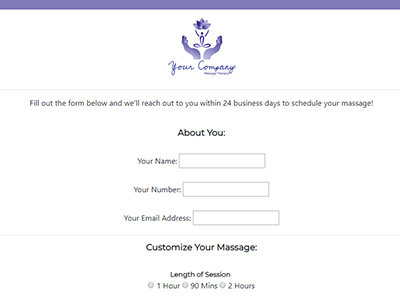 Your Company
Massage Therapist
Fill out the form below and we'll reach out to you within 24 business days to schedule your massage!
About You:
Your Name:
Your Number:
Your Email Address:
Customize Your Massage:
Length of Session
1 Hour 90 Mins 2 Hours